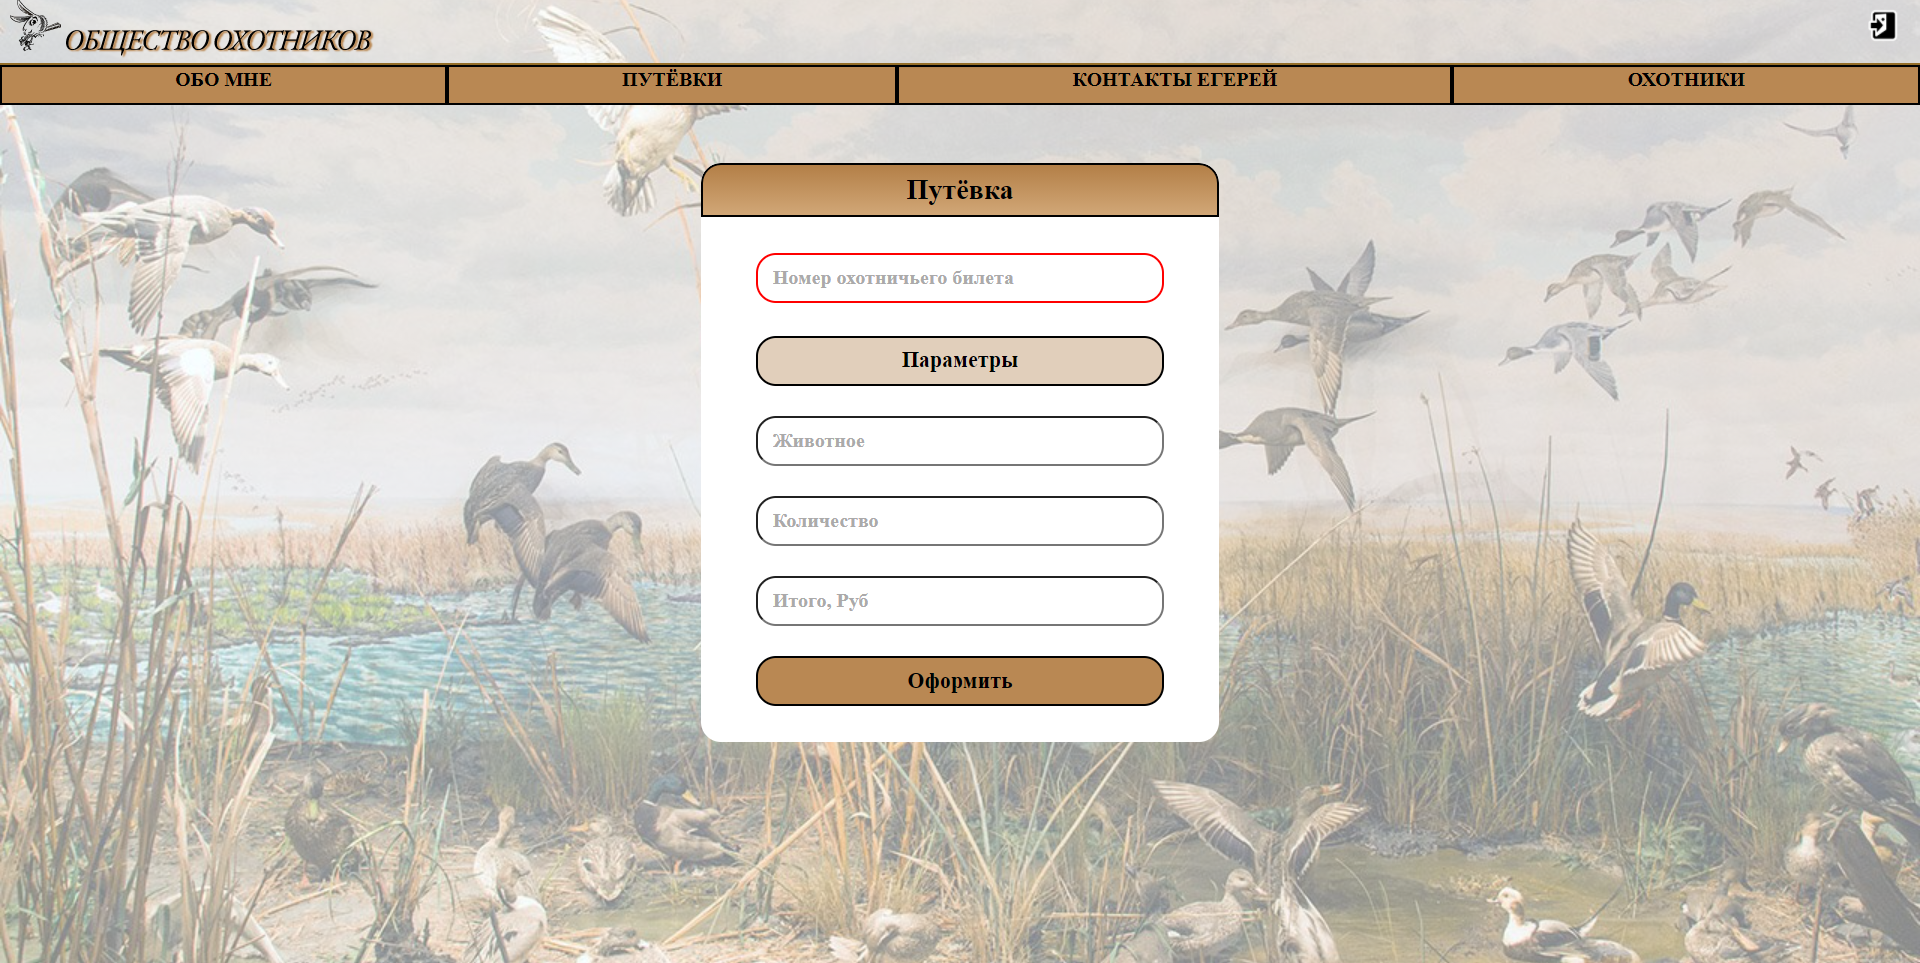 ОБЩЕСТВО ОХОТНИКОВ
ОБО МНЕ
ПУТЁВКИ
КОНТАКТЫ ЕГЕРЕЙ
ОХОТНИКИ
Путёвка
Номер охотничьего билета
Параметры
Животное
Количество
Итого, Руб
Оформить